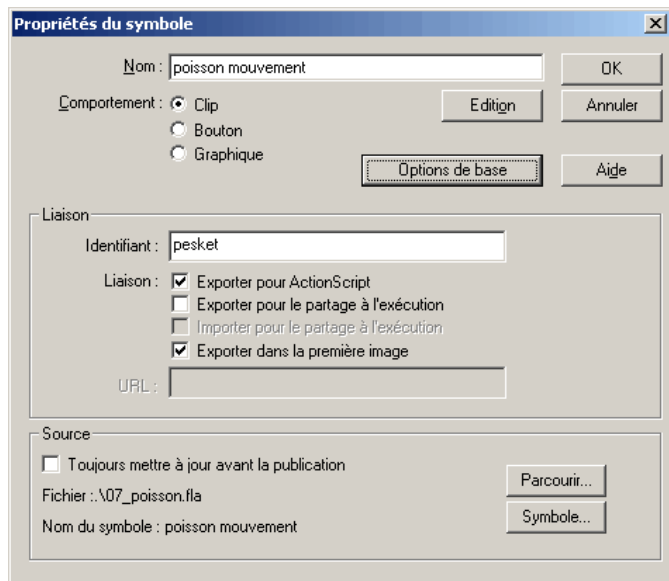 Propriétés du symbole
Nom : poisson mouvement
OK
Comportement : Clip
Edition
Annuler
Bouton
Graphique
Options de base
Aide
Liaison
Identifiant : pesket
Liaison : Exporter pour ActionScript
Exporter pour le partage à l'exécution
Importer pour le partage à l'exécution
Exporter dans la première image
URL :
Source
Toujours mettre à jour avant la publication
Fichier :.\07_poisson.fla
Parcourir...
Nom du symbole : poisson mouvement
Symbole...